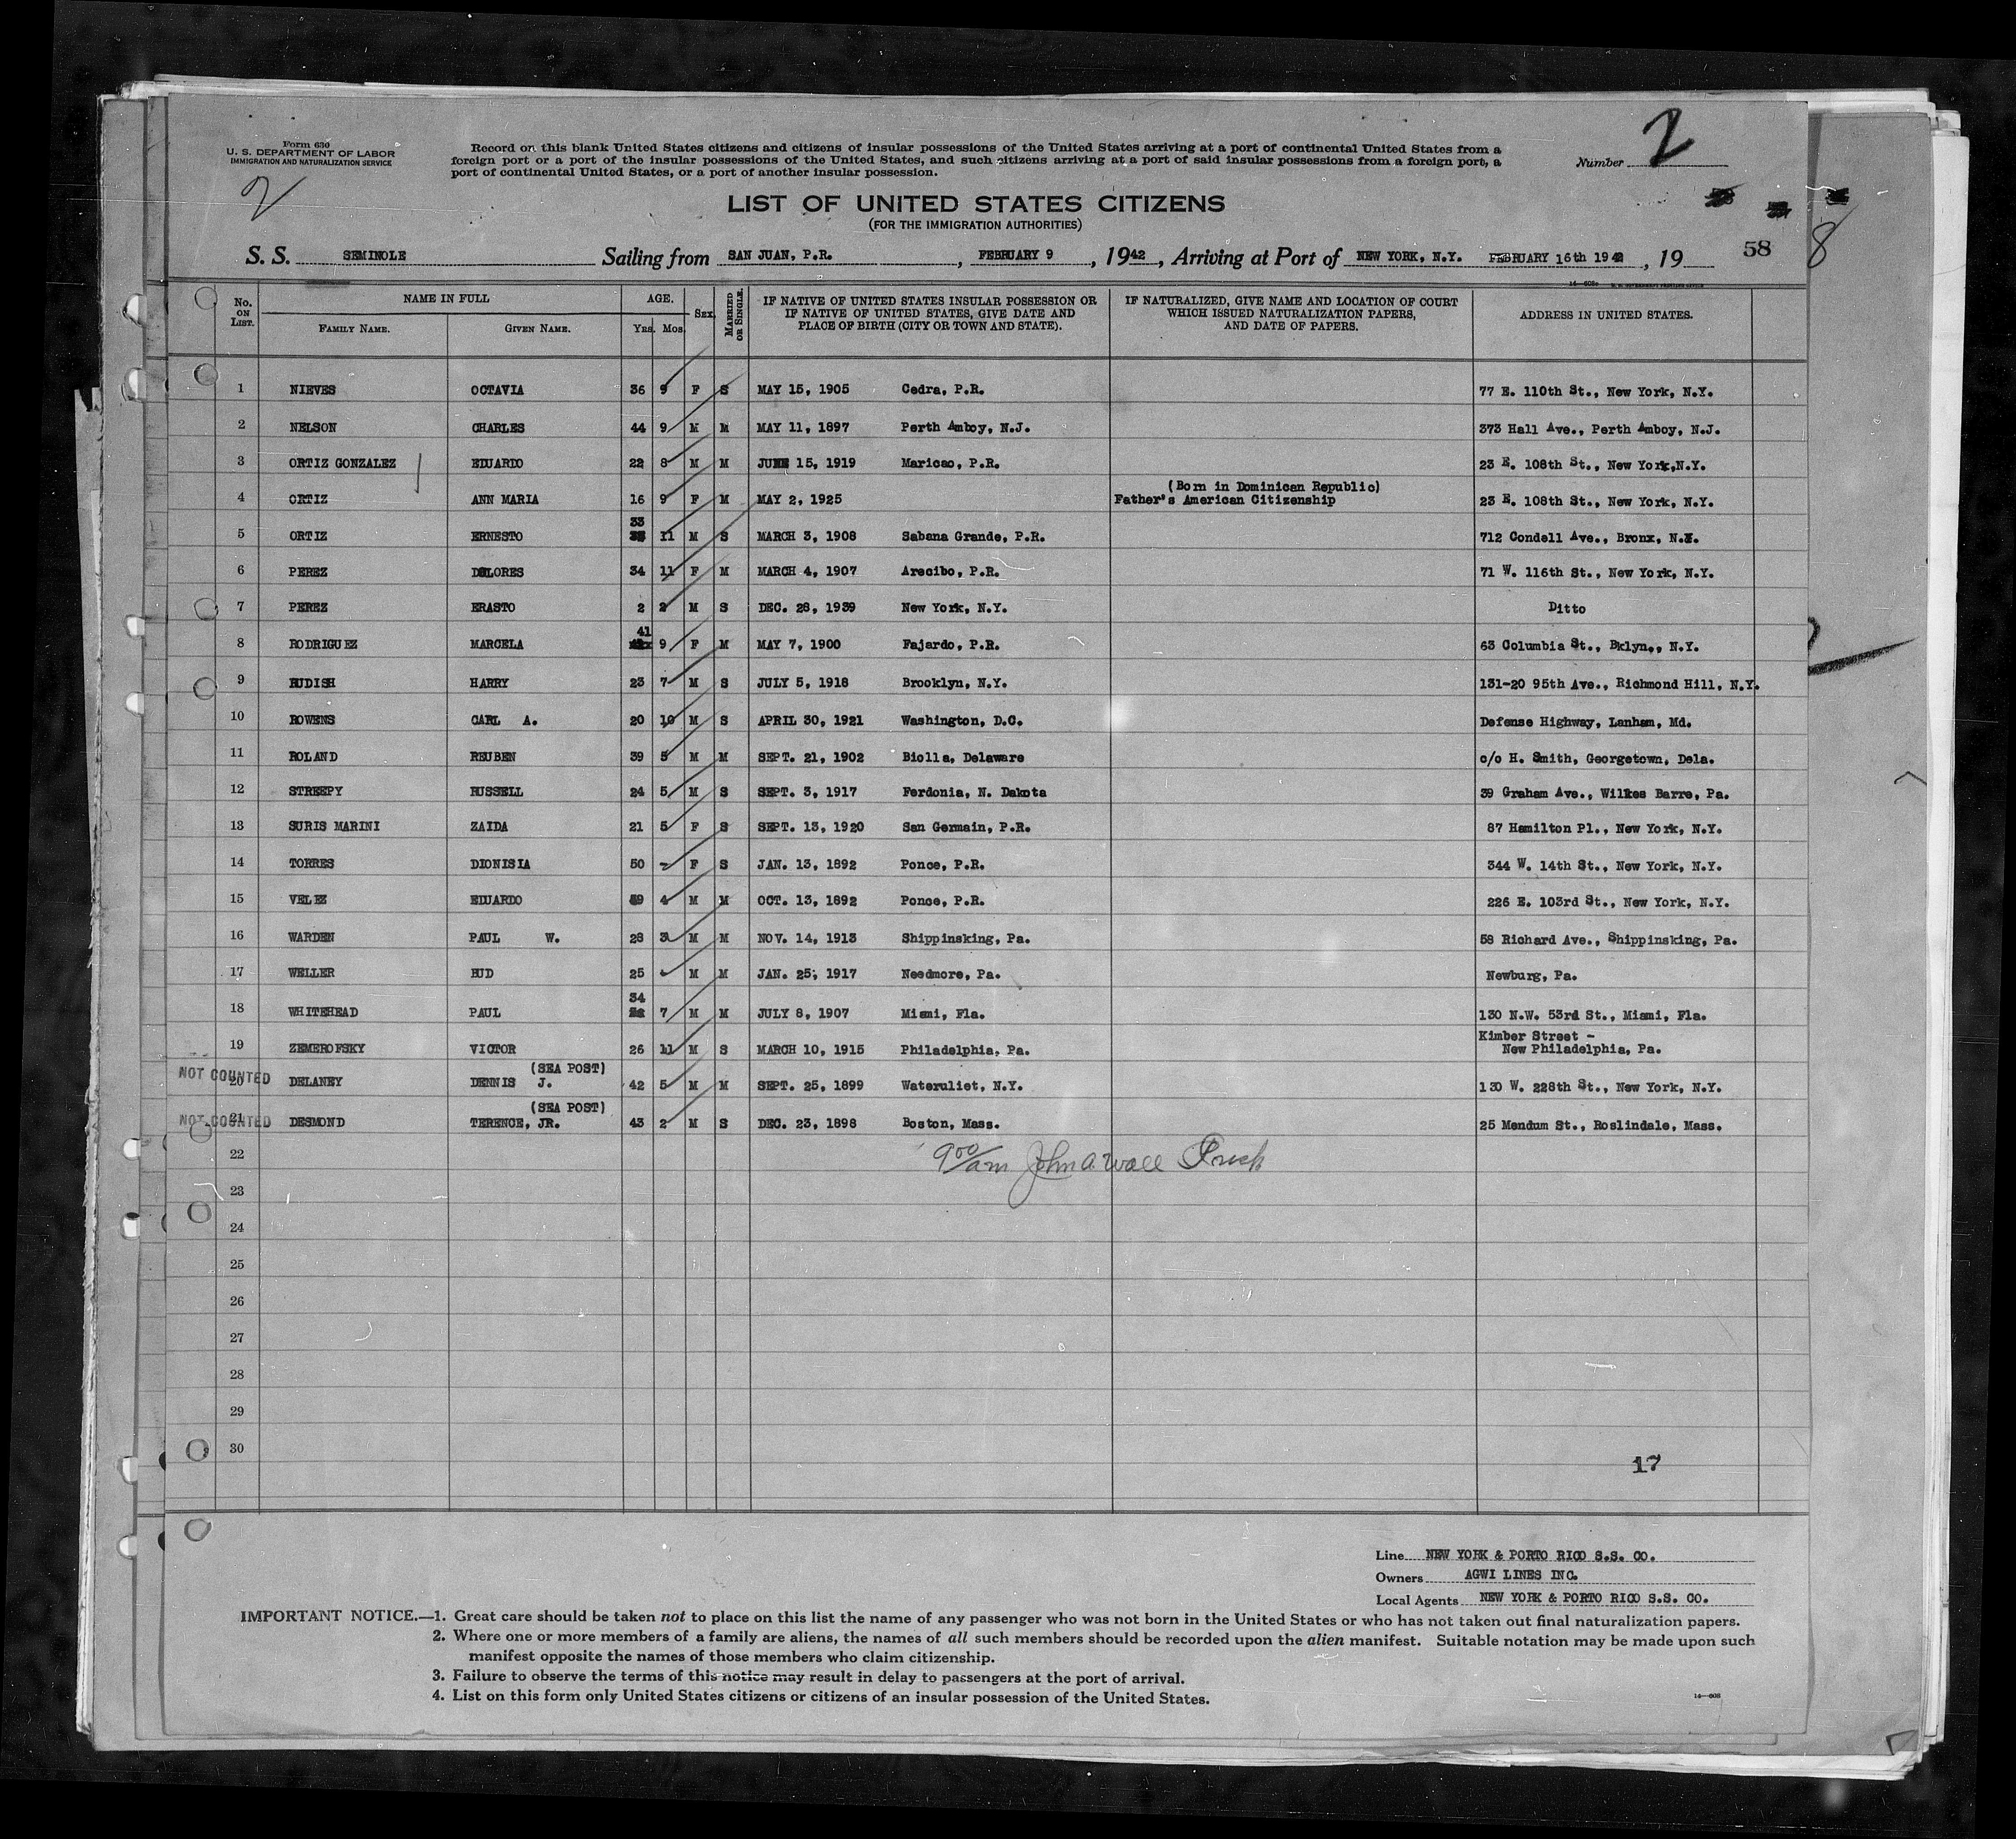 Form 630
U. S. DEPARTMENT OF LABOR
IMMIGRATION AND NATURALIZATION SERVICE
2
Record on this blank United States citizens and citizens of insular possessions of the United States arriving at a port of continental United States from a
foreign port or a port of the insular possessions of the United States, and such citizens arriving at a port of said insular possessions from a foreign port, a
port of continental United States, or a port of another insular possession.
Number 2
LIST OF UNITED STATES CITIZENS
(FOR THE IMMIGRATION AUTHORITIES)
58 8
S. S. SEMINOLE Sailing from SAN JUAN, P.R. , FEBRUARY 9 , 1942 , Arriving at Port of NEW YORK, N.Y. FEBRUARY 16th 1942 , 19
No. ON LIST. NAME IN FULL FAMILY NAME. GIVEN NAME. AGE. Yrs. Mos. SEX MARRIED OR SINGLE. IF NATIVE OF UNITED STATES INSULAR POSSESSION OR IF NATIVE OF UNITED STATES, GIVE DATE AND PLACE OF BIRTH (CITY OR TOWN AND STATE). IF NATURALIZED, GIVE NAME AND LOCATION OF COURT WHICH ISSUED NATURALIZATION PAPERS, AND DATE OF PAPERS. ADDRESS IN UNITED STATES.
1 NIEVES OCTAVIA 36 9 F S MAY 15, 1905 Cedra, P.R. 77 E. 110th St., New York, N.Y.
2 NELSON CHARLES 44 9 M M MAY 11, 1897 Perth Amboy, N.J. 373 Hall Ave., Perth Amboy, N.J.
3 ORTIZ GONZALEZ EDUARDO 22 8 M M JUNE 15, 1919 Maricao, P.R. 23 E. 108th St., New York,N.Y.
4 ORTIZ ANN MARIA 16 9 F M MAY 2, 1925 (Born in Dominican Republic) Father's American Citizenship 23 E. 108th St., New York, N.Y.
5 ORTIZ ERNESTO 33 11 M S MARCH 3, 1908 Sabana Grande, P.R. 712 Condell Ave., Bronx, N.Y.
6 PEREZ DOLORES 34 11 F M MARCH 4, 1907 Arecibo, P.R. 71 W. 116th St., New York, N.Y.
7 PEREZ ERASTO 2 2 M S DEC. 28, 1939 New York, N.Y. Ditto
8 RODRIGUEZ MARCELA 41 9 F M MAY 7, 1900 Fajardo, P.R. 63 Columbia St., Bklyn., N.Y.
9 RUDISH HARRY 23 7 M S JULY 5, 1918 Brooklyn, N.Y. 131-20 95th Ave., Richmond Hill, N.Y.
10 ROWENS CARL A. 20 10 M S APRIL 30, 1921 Washington, D.C. Defense Highway, Lanham, Md.
11 ROLAND REUBEN 39 5 M M SEPT. 21, 1902 Biolla, Delaware c/o H. Smith, Georgetown, Dela.
12 STREEPY RUSSELL 24 5 M S SEPT. 3, 1917 Ferdonia, N. Dakota 39 Graham Ave., Wilkes Barre, Pa.
13 SURIS MARINI ZAIDA 21 5 F S SEPT. 13, 1920 San Germain, P.R. 87 Hamilton Pl., New York, N.Y.
14 TORRES DIONISIA 50 - F S JAN. 13, 1892 Ponce, P.R. 344 W. 14th St., New York, N.Y.
15 VELEZ EDUARDO 49 4 M M OCT. 13, 1892 Ponce, P.R. 226 E. 103rd St., New York, N.Y.
16 WARDEN PAUL W. 28 3 M M NOV. 14, 1913 Shippinsking, Pa. 58 Richard Ave., Shippinsking, Pa.
17 WELLER BUD 25 - M M JAN. 25, 1917 Needmore, Pa. Newburg, Pa.
18 WHITEHEAD PAUL 34 7 M M JULY 8, 1907 Miami, Fla. 130 N.W. 53rd St., Miami, Fla.
19 ZEMEROFSKY VICTOR 26 11 M S MARCH 10, 1915 Philadelphia, Pa. Kimber Street - New Philadelphia, Pa.
NOT COUNTED 20 DELANEY DENNIS J. (SEA POST) 42 5 M M SEPT. 25, 1899 Wateruliet, N.Y. 130 W. 228th St., New York, N.Y.
NOT COUNTED 21 DESMOND TERENCE, JR. (SEA POST) 43 2 M S DEC. 23, 1898 Boston, Mass. 25 Mendum St., Roslindale, Mass.
22 900/am John A. Wall
23
24
25
26
27
28
29
30
17
Line NEW YORK & PORTO RICO S.S. CO.
Owners AGWI LINES INC.
Local Agents NEW YORK & PORTO RICO S.S. CO.
IMPORTANT NOTICE.—1. Great care should be taken not to place on this list the name of any passenger who was not born in the United States or who has not taken out final naturalization papers.
2. Where one or more members of a family are aliens, the names of all such members should be recorded upon the alien manifest. Suitable notation may be made upon such
manifest opposite the names of those members who claim citizenship.
3. Failure to observe the terms of this notice may result in delay to passengers at the port of arrival.
4. List on this form only United States citizens or citizens of an insular possession of the United States.
14—608